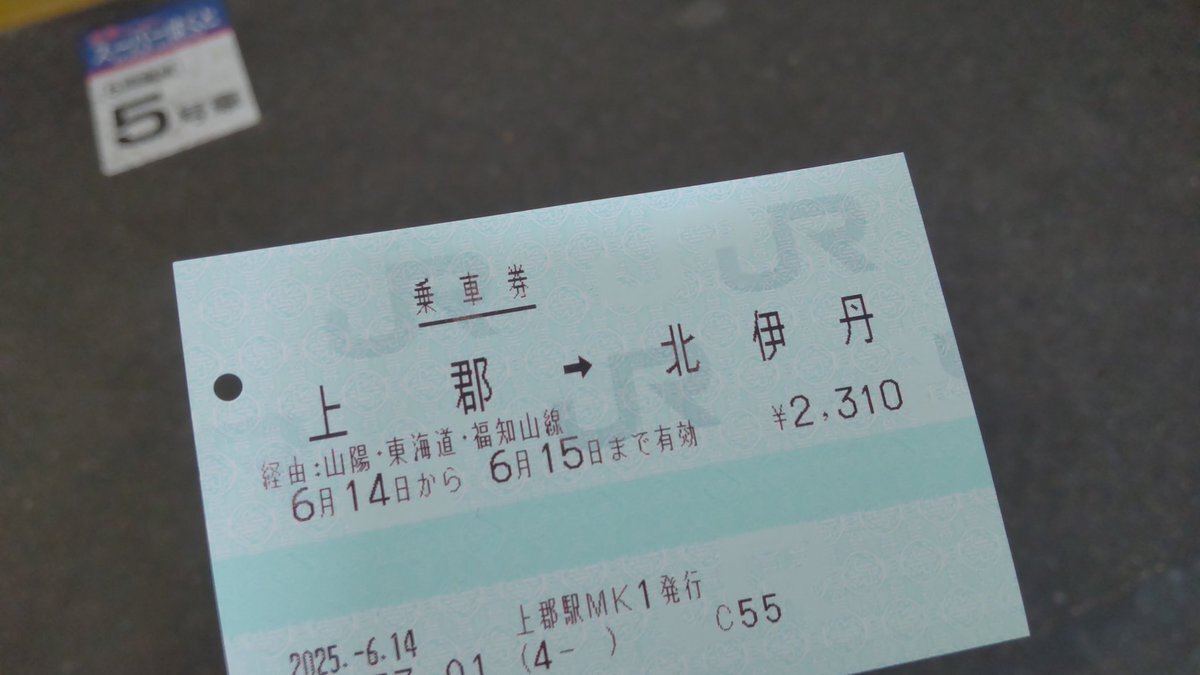 スーパーはくと
5号車
乗車券
上郡 → 北伊丹
経由:山陽・東海道・福知山線
¥2,310
6月14日から 6月15日まで有効
JR
JR
JR
上郡駅MK1発行
2025.-6.14
(4- )
C55
01